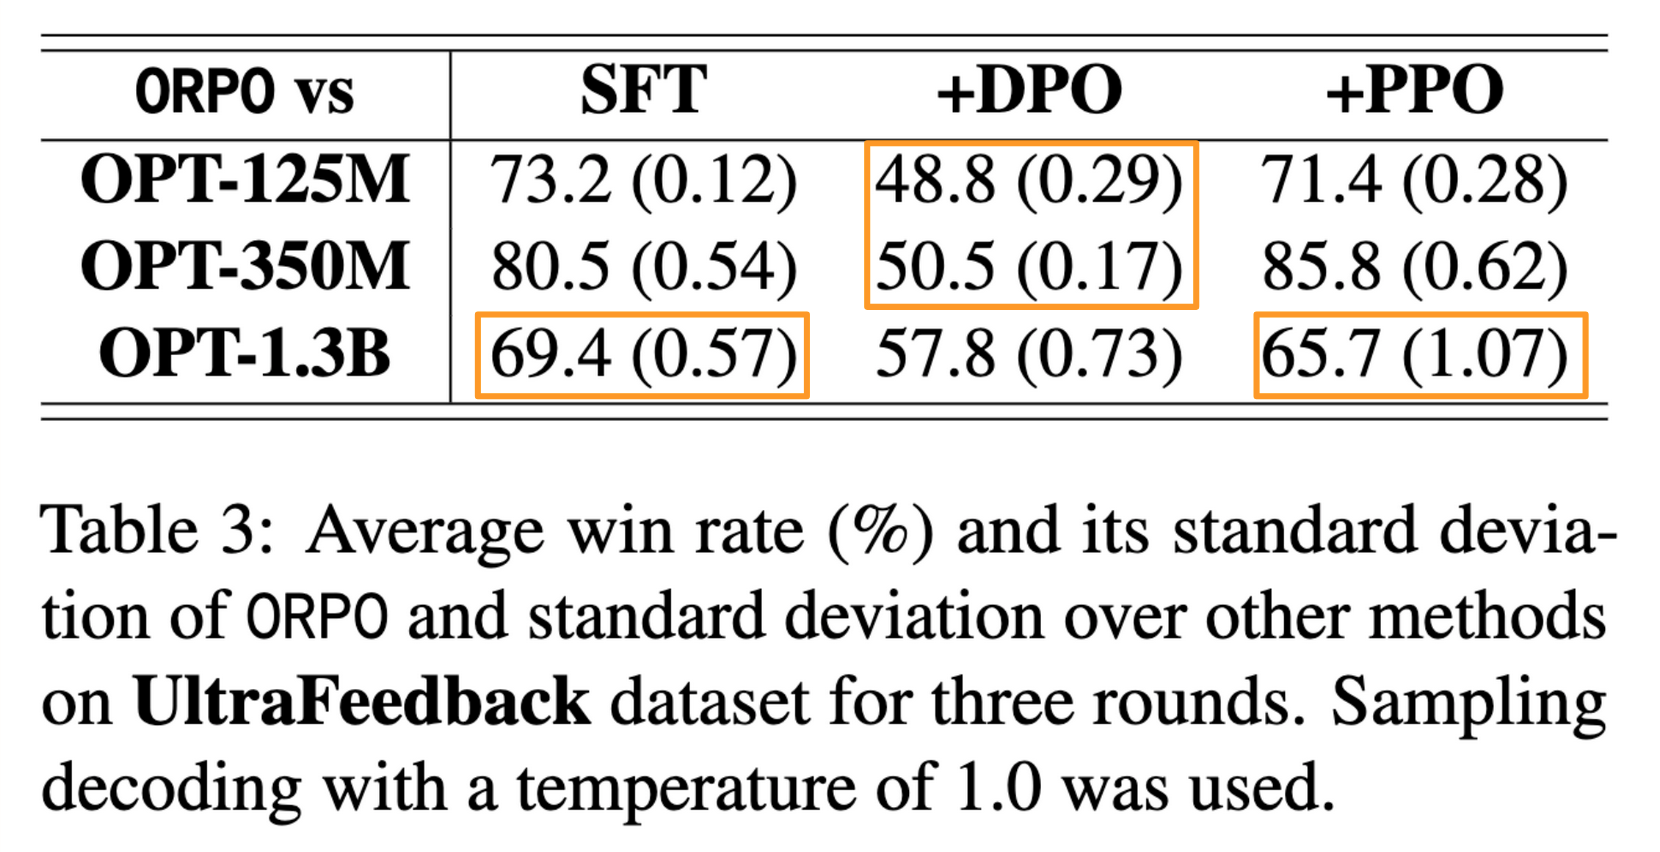 ORPO vs SFT +DPO +PPO
OPT-125M 73.2 (0.12) 48.8 (0.29) 71.4 (0.28)
OPT-350M 80.5 (0.54) 50.5 (0.17) 85.8 (0.62)
OPT-1.3B 69.4 (0.57) 57.8 (0.73) 65.7 (1.07)
Table 3: Average win rate (%) and its standard devia-
tion of ORPO and standard deviation over other methods
on UltraFeedback dataset for three rounds. Sampling
decoding with a temperature of 1.0 was used.